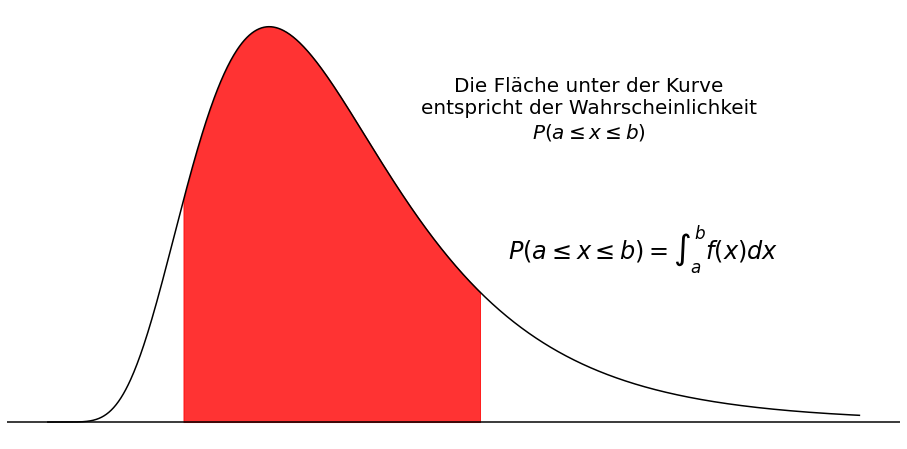 Die Fläche unter der Kurve
entspricht der Wahrscheinlichkeit
P(a ≤ x ≤ b)
P(a ≤ x ≤ b) = ∫_a^b f(x)dx